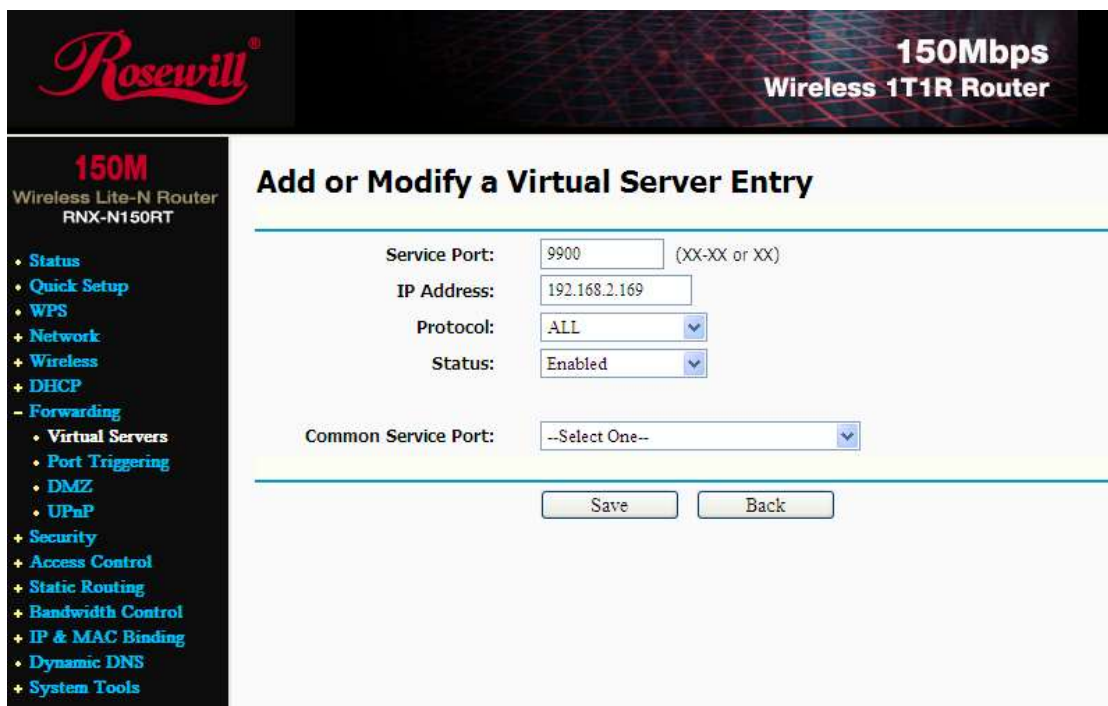 Rosewill®
150Mbps
Wireless 1T1R Router
150M
Wireless Lite-N Router
RNX-N150RT
Status
Quick Setup
WPS
Network
Wireless
DHCP
Forwarding
Virtual Servers
Port Triggering
DMZ
UPnP
Security
Access Control
Static Routing
Bandwidth Control
IP & MAC Binding
Dynamic DNS
System Tools
Add or Modify a Virtual Server Entry
Service Port: 9900 (XX-XX or XX)
IP Address: 192.168.2.169
Protocol: ALL
Status: Enabled
Common Service Port: --Select One--
Save Back